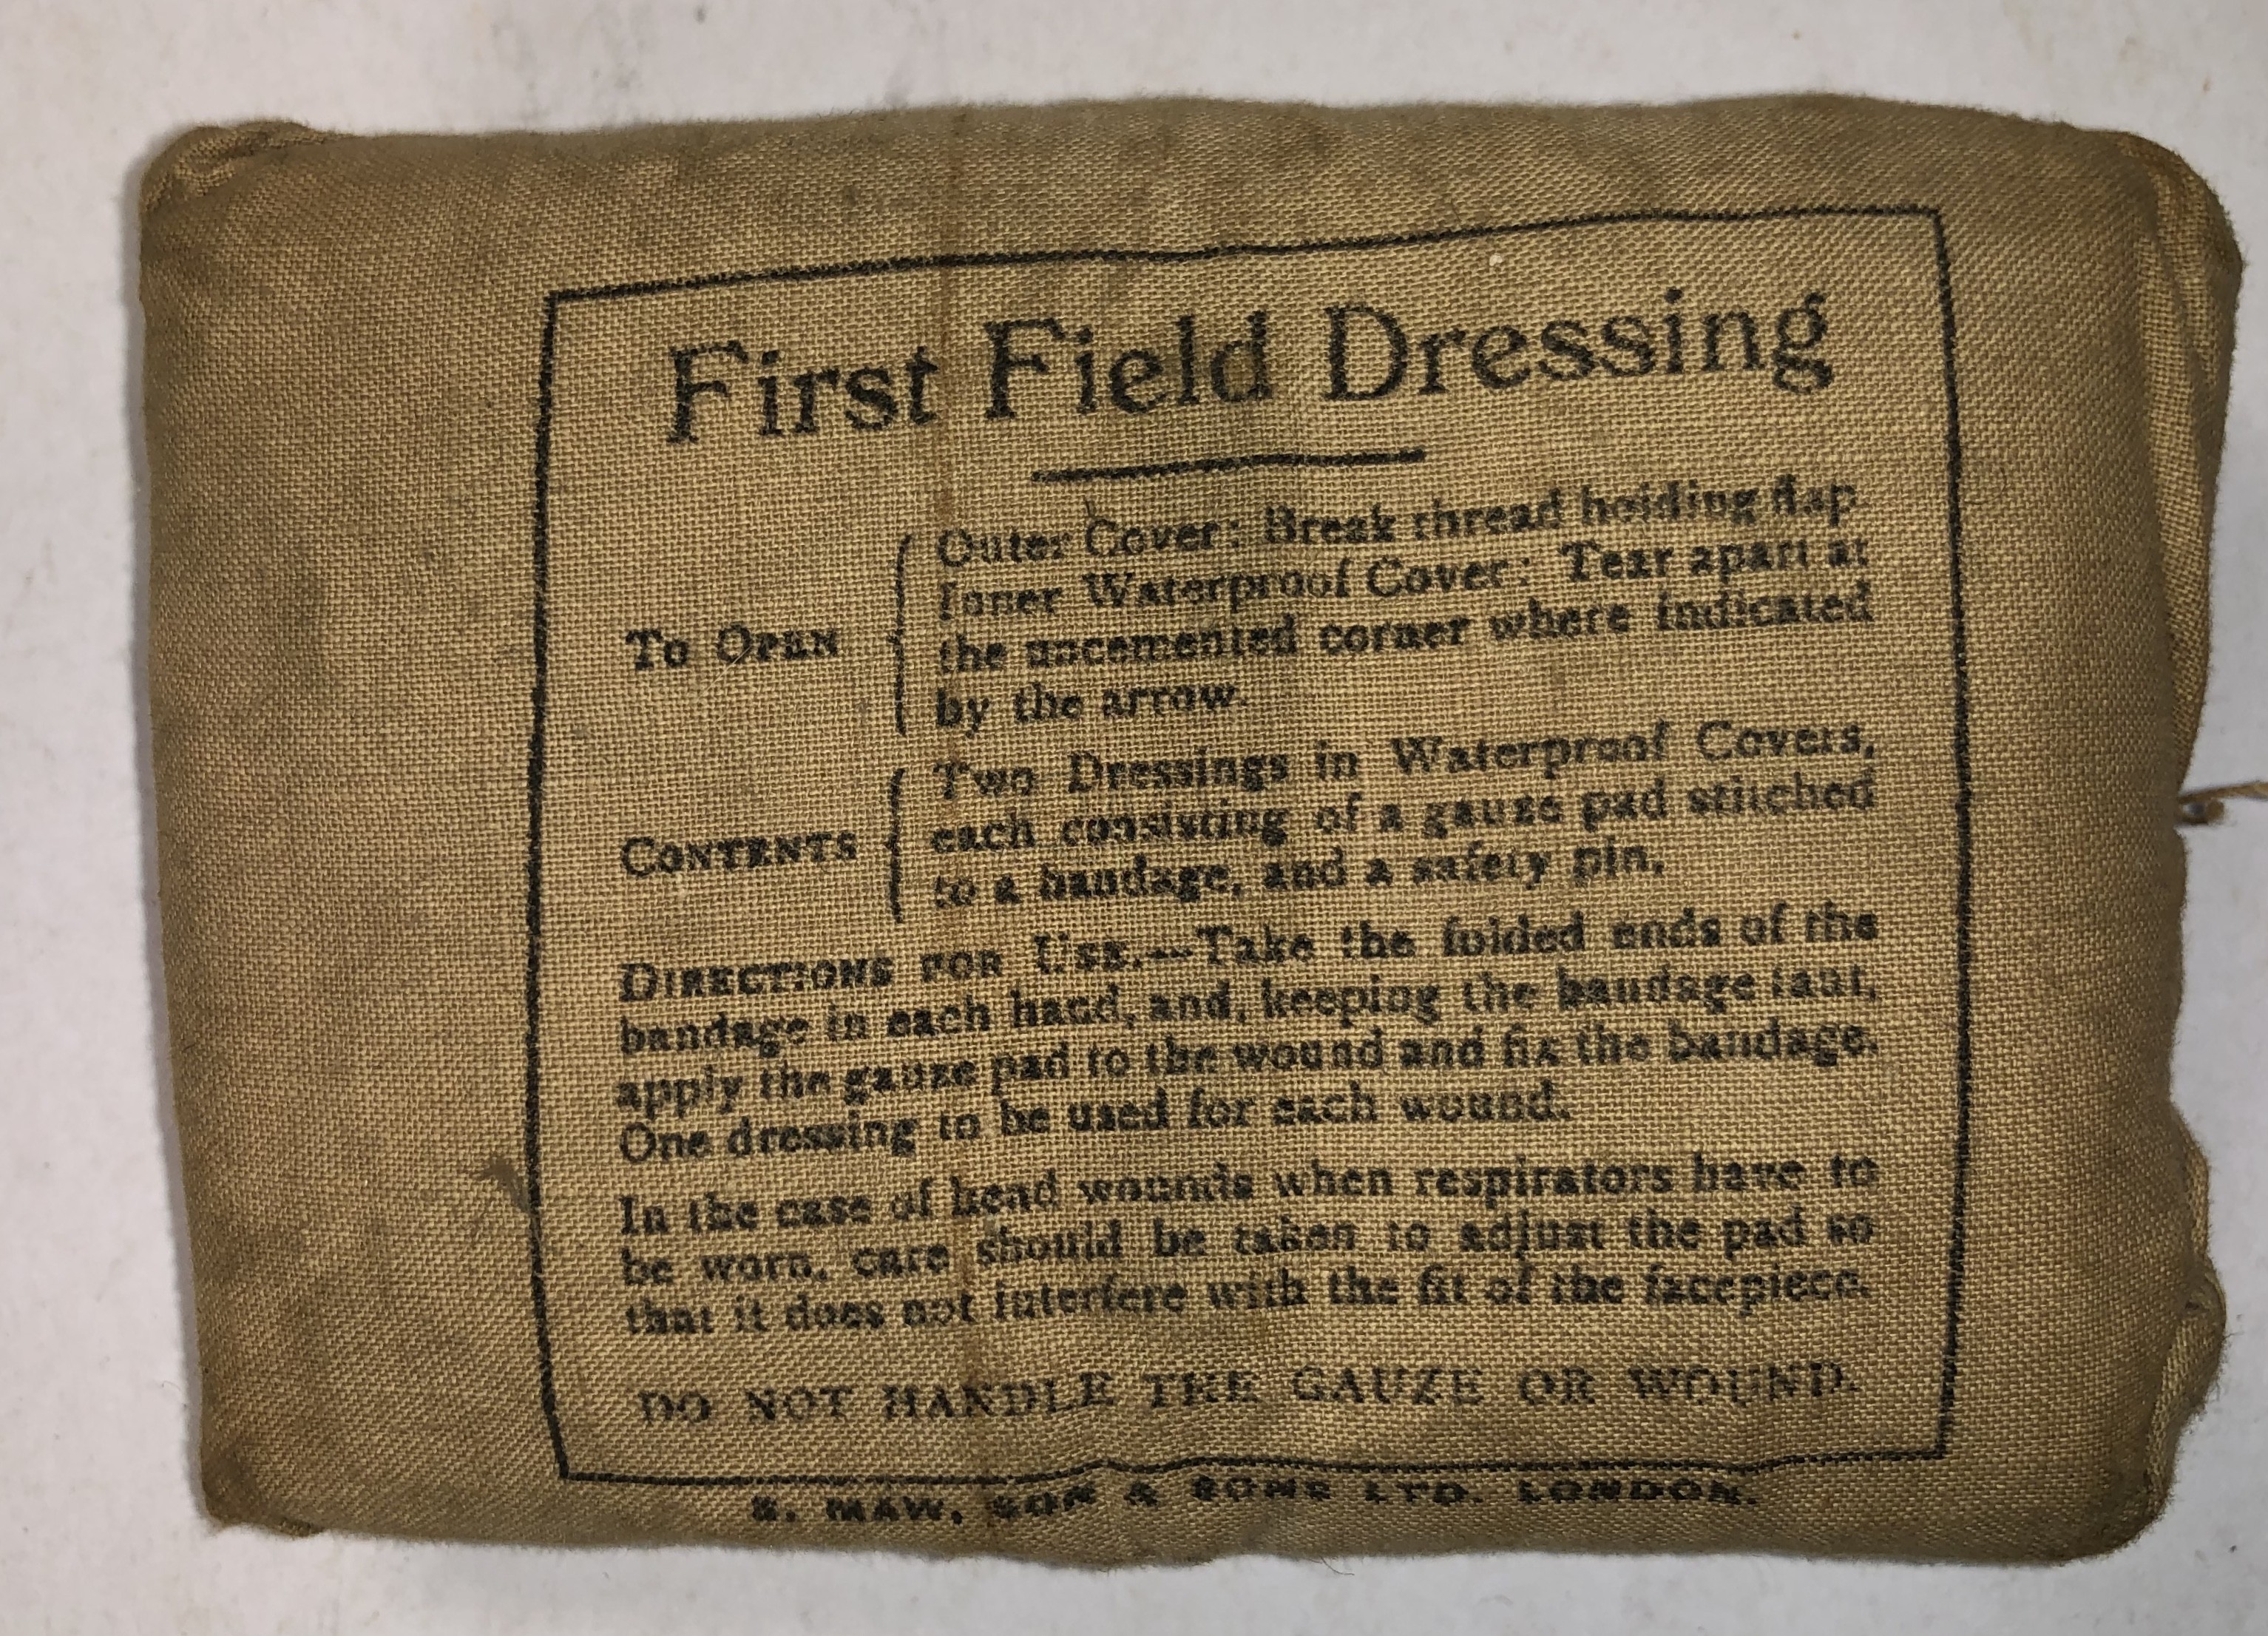 First Field Dressing
To Open
Outer Cover: Break thread holding flap.
Inner Waterproof Cover: Tear apart at
the uncemented corner where indicated
by the arrow.
Contents
Two Dressings in Waterproof Covers,
each consisting of a gauze pad stitched
to a bandage, and a safety pin.
Directions for Use.—Take the folded ends of the
bandage in each hand, and, keeping the bandage taut,
apply the gauze pad to the wound and fix the bandage.
One dressing to be used for each wound.
In the case of head wounds when respirators have to
be worn, care should be taken to adjust the pad so
that it does not interfere with the fit of the facepiece.
DO NOT HANDLE THE GAUZE OR WOUND.
S. MAW, SON & SONS LTD. LONDON.